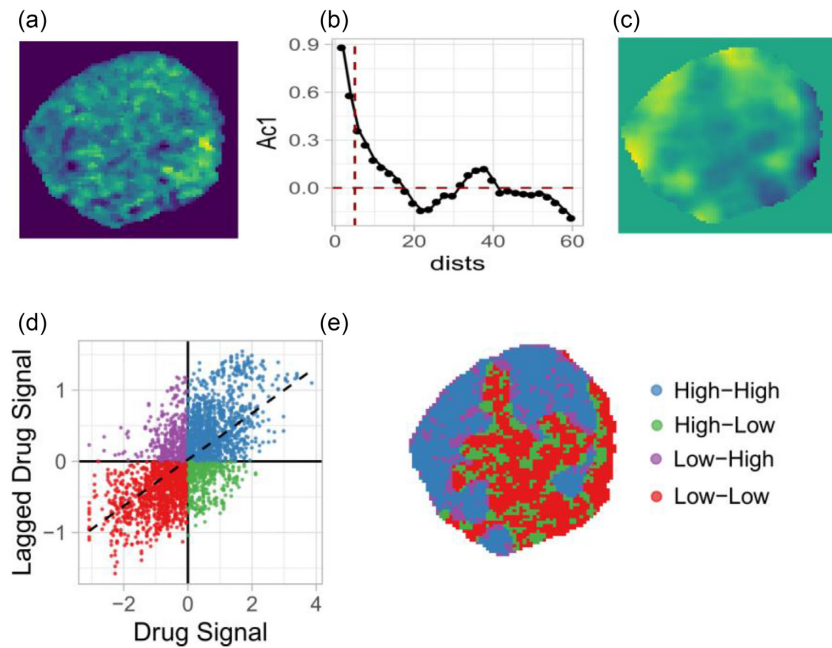 (a)
(b)
(c)
0.9
0.6
0.3
0.0
Ac1
0 20 40 60
dists
(d)
(e)
Lagged Drug Signal
1
0
−1
−2 0 2 4
Drug Signal
High−High
High−Low
Low−High
Low−Low